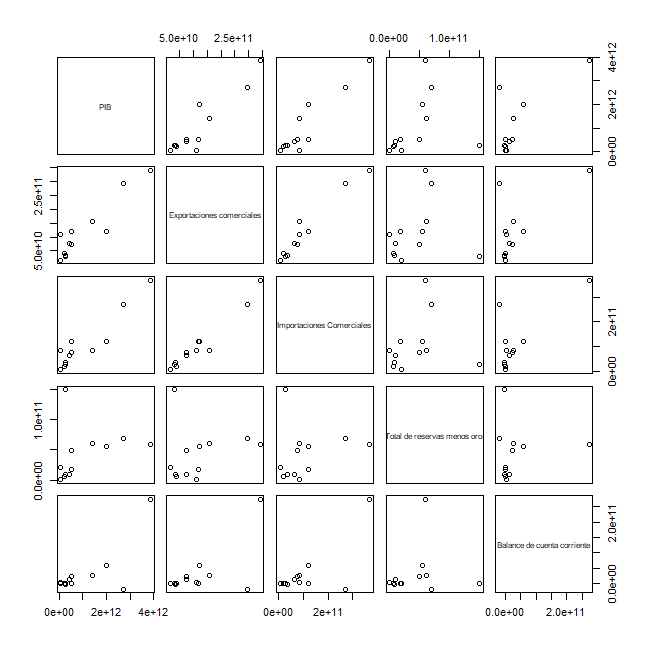 5.0e+10 2.5e+11 0.0e+00 1.0e+11
PIB
0e+00 2e+12 4e+12
5.0e+10 2.5e+11
Exportaciones comerciales
Importaciones Comerciales
0e+00 2e+11
0.0e+00 1.0e+11
Total de reservas menos oro
Balance de cuenta corriente
0.0e+00 2.0e+11
0e+00 2e+12 4e+12 0e+00 2e+11 0.0e+00 2.0e+11